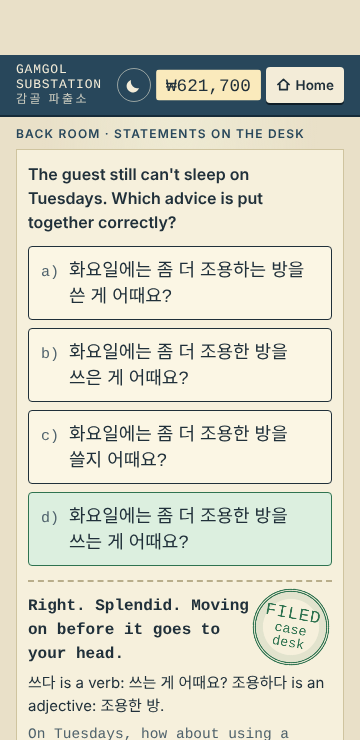 GAMGOL
SUBSTATION
감골 파출소
₩621,700
Home
BACK ROOM · STATEMENTS ON THE DESK
The guest still can't sleep on
Tuesdays. Which advice is put
together correctly?
a) 화요일에는 좀 더 조용하는 방을
쓴 게 어때요?
b) 화요일에는 좀 더 조용한 방을
쓰은 게 어때요?
c) 화요일에는 좀 더 조용한 방을
쓸지 어때요?
d) 화요일에는 좀 더 조용한 방을
쓰는 게 어때요?
Right. Splendid. Moving
on before it goes to
your head.
FILED
case
desk
쓰다 is a verb: 쓰는 게 어때요? 조용하다 is an
adjective: 조용한 방.
On Tuesdays, how about using a